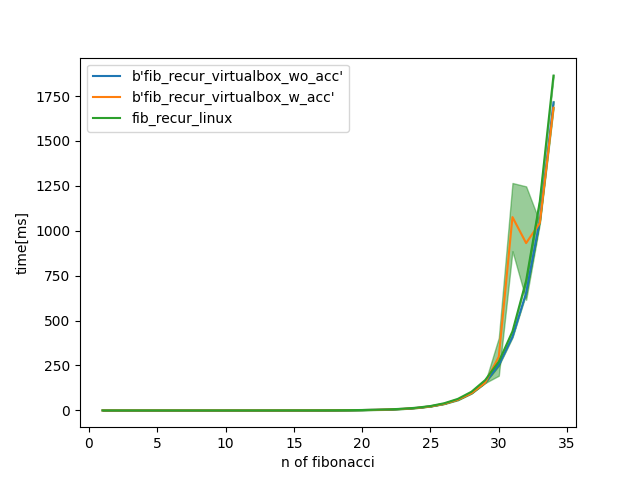 b'fib_recur_virtualbox_wo_acc'
b'fib_recur_virtualbox_w_acc'
fib_recur_linux
1750
1500
1250
1000
750
500
250
0
time[ms]
0 5 10 15 20 25 30 35
n of fibonacci